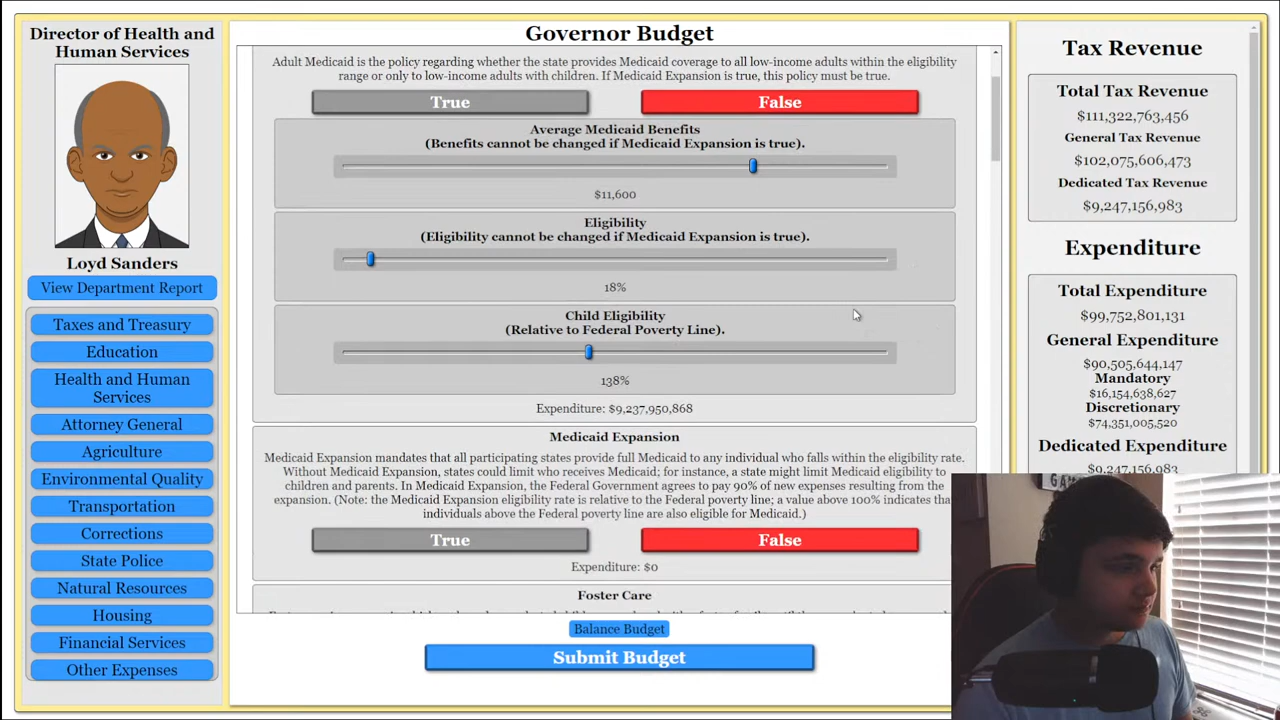 Director of Health and
Human Services
Loyd Sanders
View Department Report
Taxes and Treasury
Education
Health and Human
Services
Attorney General
Agriculture
Environmental Quality
Transportation
Corrections
State Police
Natural Resources
Housing
Financial Services
Other Expenses
Governor Budget
Adult Medicaid is the policy regarding whether the state provides Medicaid coverage to all low-income adults within the eligibility
range or only to low-income adults with children. If Medicaid Expansion is true, this policy must be true.
True False
Average Medicaid Benefits
(Benefits cannot be changed if Medicaid Expansion is true).
$11,600
Eligibility
(Eligibility cannot be changed if Medicaid Expansion is true).
18%
Child Eligibility
(Relative to Federal Poverty Line).
138%
Expenditure: $9,237,950,868
Medicaid Expansion
Medicaid Expansion mandates that all participating states provide full Medicaid to any individual who falls within the eligibility rate.
Without Medicaid Expansion, states could limit who receives Medicaid; for instance, a state might limit Medicaid eligibility to
children and parents. In Medicaid Expansion, the Federal Government agrees to pay 90% of new expenses resulting from the
expansion. (Note: the Medicaid Expansion eligibility rate is relative to the Federal poverty line; a value above 100% indicates
individuals above the Federal poverty line are also eligible for Medicaid.)
True False
Expenditure: $0
Foster Care
Balance Budget
Submit Budget
Tax Revenue
Total Tax Revenue
$111,322,763,456
General Tax Revenue
$102,075,606,473
Dedicated Tax Revenue
$9,247,156,983
Expenditure
Total Expenditure
$99,752,801,131
General Expenditure
$90,505,644,147
Mandatory
$16,154,638,627
Discretionary
$74,351,005,520
Dedicated Expenditure
$9,247,156,983